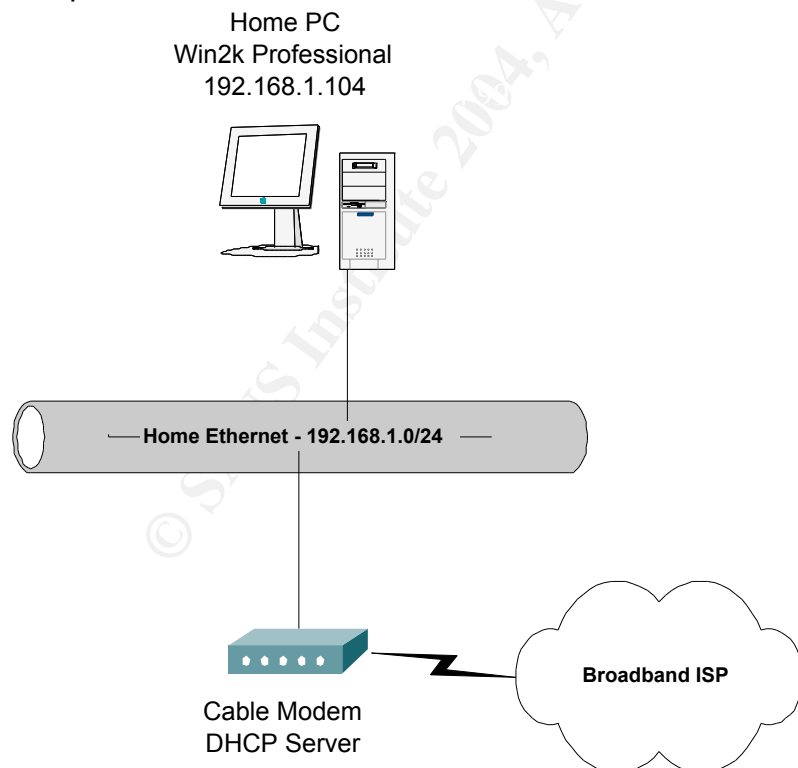 Home PC
Win2k Professional
192.168.1.104
Home Ethernet - 192.168.1.0/24
Broadband ISP
Cable Modem
DHCP Server